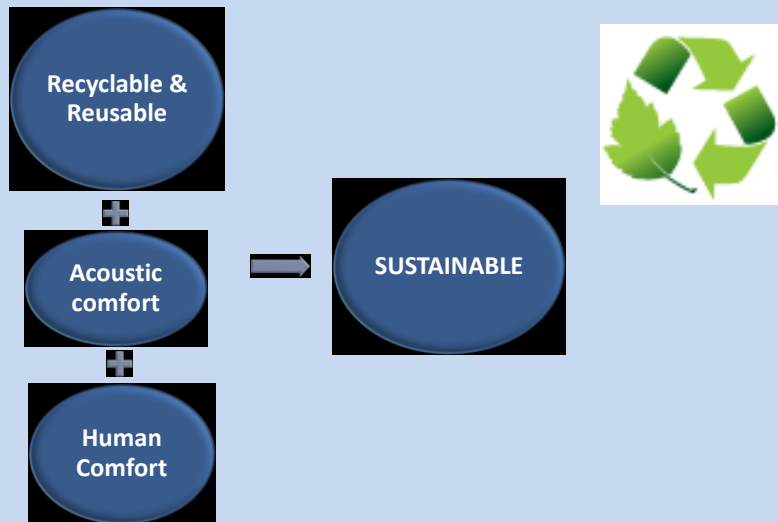 Recyclable &
Reusable
Acoustic
comfort
SUSTAINABLE
Human
Comfort